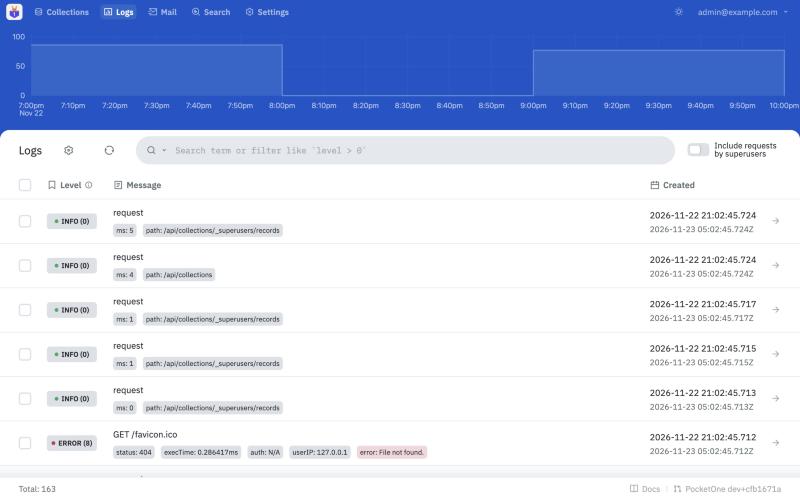 Collections Logs Mail Search Settings admin@example.com
100
50
0
7:00pm 7:10pm 7:20pm 7:30pm 7:40pm 7:50pm 8:00pm 8:10pm 8:20pm 8:30pm 8:40pm 8:50pm 9:00pm 9:10pm 9:20pm 9:30pm 9:40pm 9:50pm 10:00pm
Nov 22
Logs Search term or filter like `level > 0` Include requests
by superusers
Level Message Created
request
INFO (0) 2026-11-22 21:02:45.724
ms: 5 path: /api/collections/_superusers/records 2026-11-23 05:02:45.724Z
request
INFO (0) 2026-11-22 21:02:45.724
ms: 4 path: /api/collections 2026-11-23 05:02:45.724Z
request
INFO (0) 2026-11-22 21:02:45.717
ms: 1 path: /api/collections/_superusers/records 2026-11-23 05:02:45.717Z
request
INFO (0) 2026-11-22 21:02:45.715
ms: 1 path: /api/collections/_superusers/records 2026-11-23 05:02:45.715Z
request
INFO (0) 2026-11-22 21:02:45.713
ms: 0 path: /api/collections/_superusers/records 2026-11-23 05:02:45.713Z
GET /favicon.ico
ERROR (8) 2026-11-22 21:02:45.712
status: 404 execTime: 0.286417ms auth: N/A userIP: 127.0.0.1 error: File not found. 2026-11-23 05:02:45.712Z
Total: 163 Docs PocketOne dev+cfb1671a